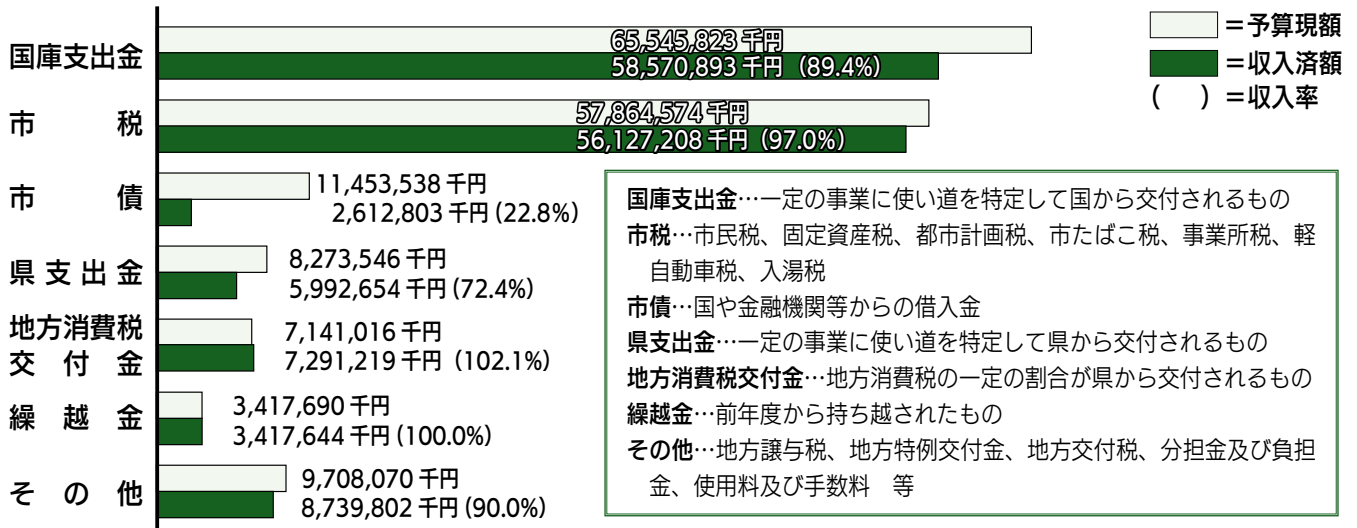 国庫支出金
65,545,823 千円
58,570,893 千円 (89.4%)
市税
57,864,574 千円
56,127,208 千円 (97.0%)
市債
11,453,538 千円
2,612,803 千円 (22.8%)
県支出金
8,273,546 千円
5,992,654 千円 (72.4%)
地方消費税
交付金
7,141,016 千円
7,291,219 千円 (102.1%)
繰越金
3,417,690 千円
3,417,644 千円 (100.0%)
その他
9,708,070 千円
8,739,802 千円 (90.0%)
=予算現額
=収入済額
( )=収入率
国庫支出金…一定の事業に使い道を特定して国から交付されるもの
市税…市民税、固定資産税、都市計画税、市たばこ税、事業所税、軽
自動車税、入湯税
市債…国や金融機関等からの借入金
県支出金…一定の事業に使い道を特定して県から交付されるもの
地方消費税交付金…地方消費税の一定の割合が県から交付されるもの
繰越金…前年度から持ち越されたもの
その他…地方譲与税、地方特例交付金、地方交付税、分担金及び負担
金、使用料及び手数料 等